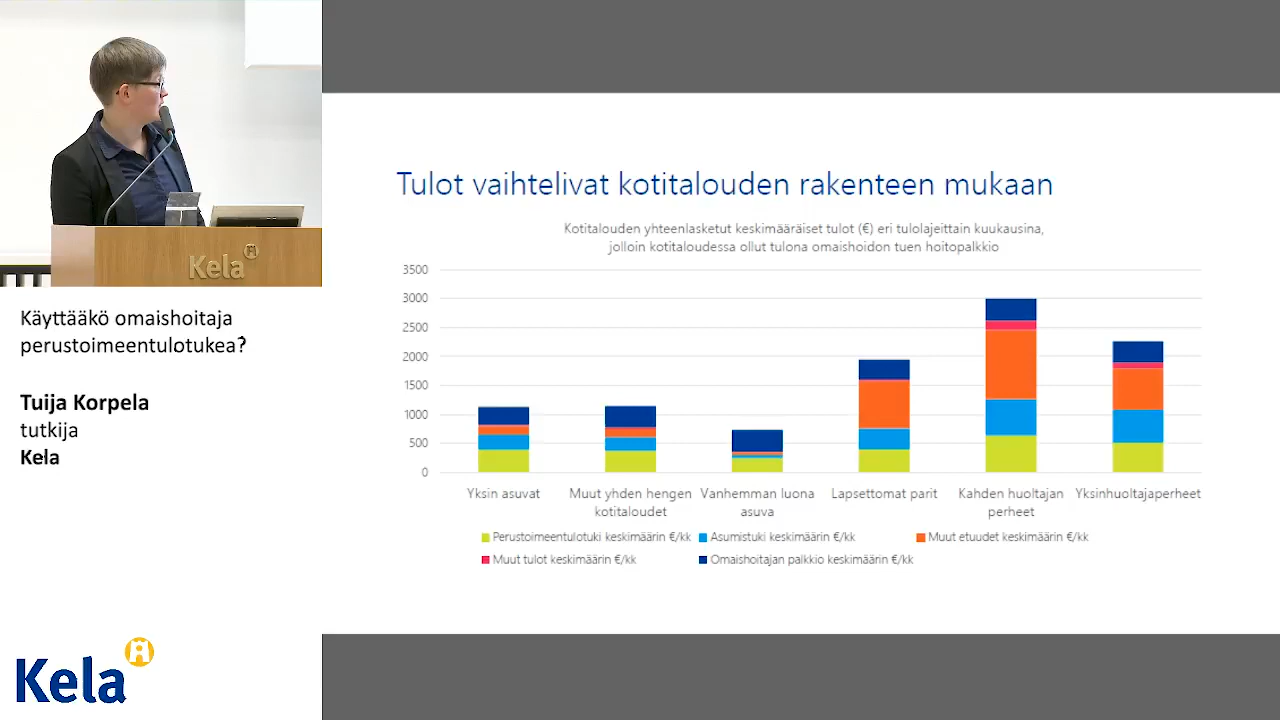 Kela
Käyttääkö omaishoitaja
perustoimeentulotukea?
Tuija Korpela
tutkija
Kela
Kela
Tulot vaihtelivat kotitalouden rakenteen mukaan
Kotitalouden yhteenlasketut keskimääräiset tulot (€) eri tulolajeittain kuukausina,
jolloin kotitaloudessa ollut tulona omaishoidon tuen hoitopalkkio
3500
3000
2500
2000
1500
1000
500
0
Yksin asuvat
Muut yhden hengen
kotitaloudet
Vanhemman luona
asuva
Lapsettomat parit
Kahden huoltajan
perheet
Yksinhuoltajaperheet
Perustoimeentulotuki keskimäärin €/kk
Asumistuki keskimäärin €/kk
Muut etuudet keskimäärin €/kk
Muut tulot keskimäärin €/kk
Omaishoitajan palkkio keskimäärin €/kk